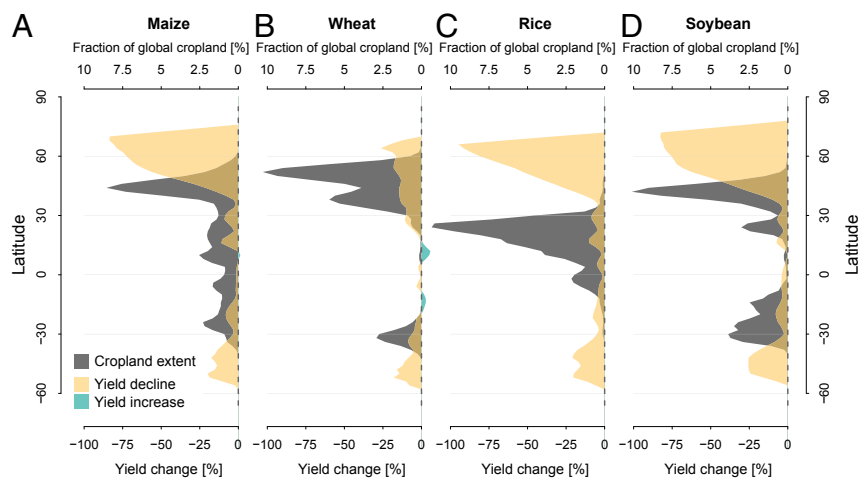 A Maize B Wheat C Rice D Soybean
Fraction of global cropland [%] Fraction of global cropland [%] Fraction of global cropland [%] Fraction of global cropland [%]
10 7.5 5 2.5 0 10 7.5 5 2.5 0 10 7.5 5 2.5 0 10 7.5 5 2.5 0
90 90
60 60
30 30
Latitude Latitude
0 0
−30 −30
Cropland extent
Yield decline
−60 −60
Yield increase
−100 −75 −50 −25 0 −100 −75 −50 −25 0 −100 −75 −50 −25 0 −100 −75 −50 −25 0
Yield change [%] Yield change [%] Yield change [%] Yield change [%]